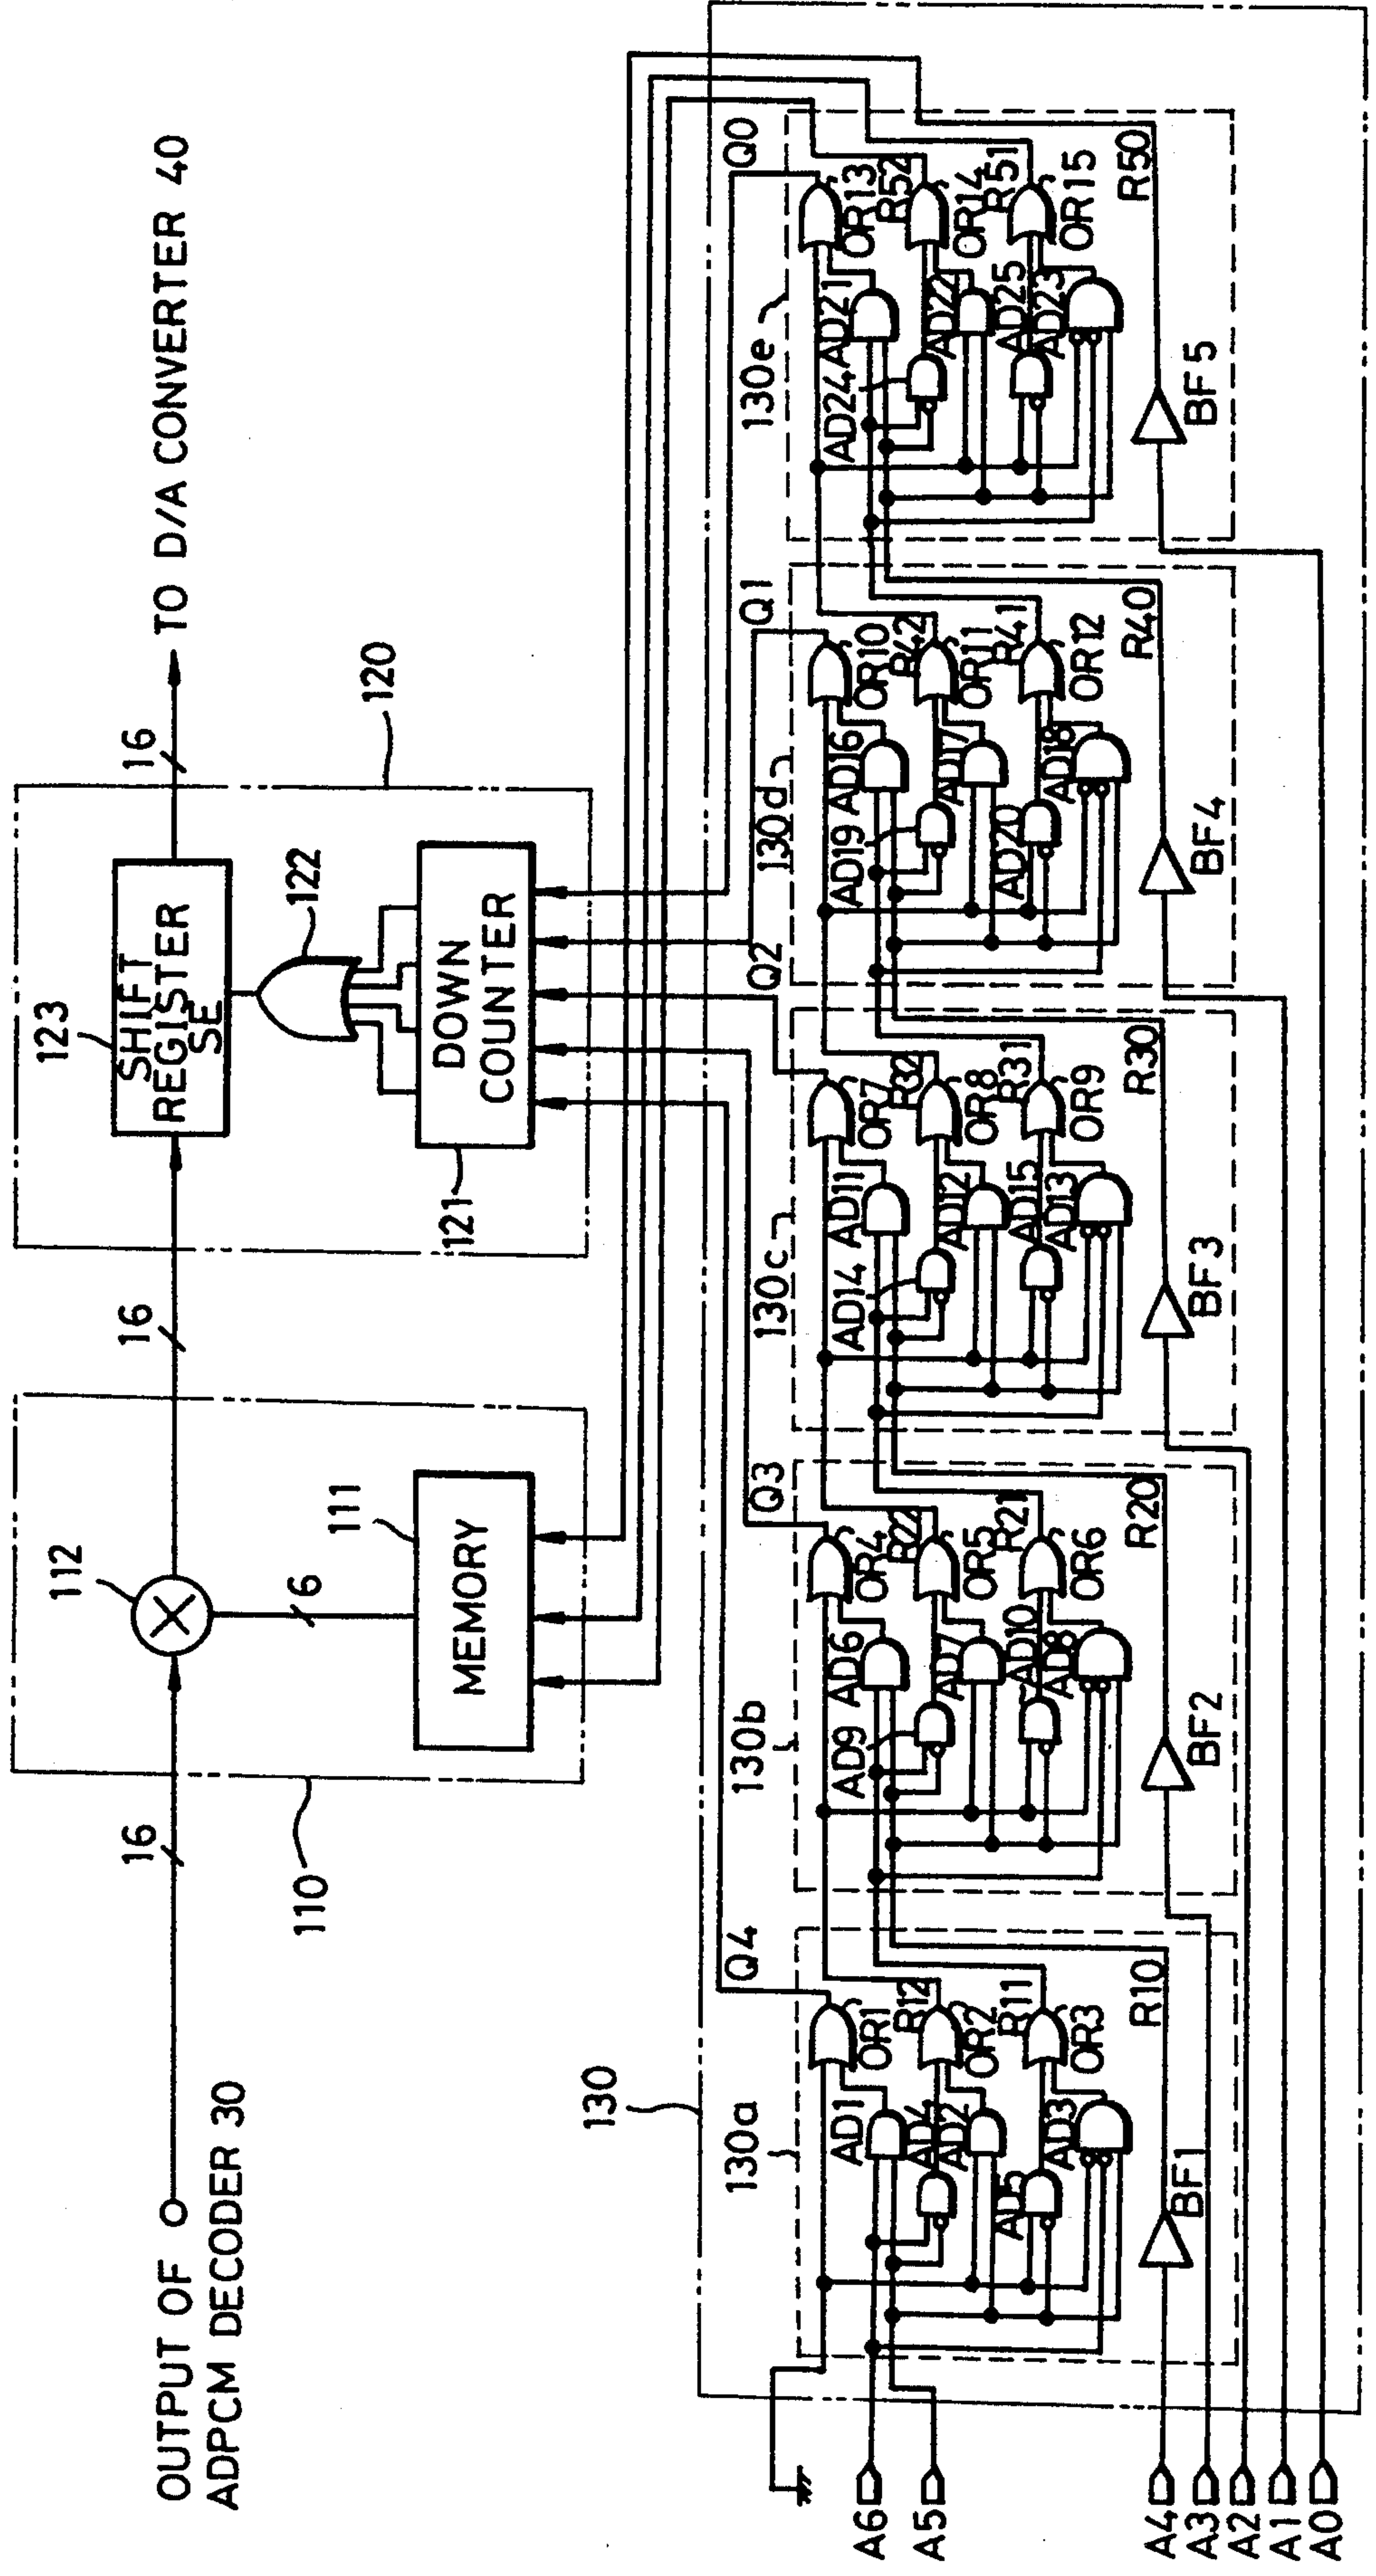 OUTPUT OF
ADPCM DECODER 30
16
112
6
MEMORY
111
110
16
123
SHIFT
REGISTER
SE
122
DOWN
COUNTER
121
120
16
TO D/A CONVERTER 40
130
130a
Q4
AD1
OR1
AD4
R12
AD2
OR2
AD5
R11
AD3
OR3
R10
BF1
130b
Q3
AD6
OR4
AD9
R22
AD7
OR5
AD10
R21
AD8
OR6
R20
BF2
130c
Q2
AD11
OR7
AD14
R32
AD12
OR8
AD15
R31
AD13
OR9
R30
BF3
130d
Q1
AD16
OR10
AD19
R42
AD17
OR11
AD20
R41
AD18
OR12
R40
BF4
130e
Q0
AD21
OR13
AD24
R52
AD22
OR14
AD25
R51
AD23
OR15
R50
BF5
A6
A5
A4
A3
A2
A1
A0